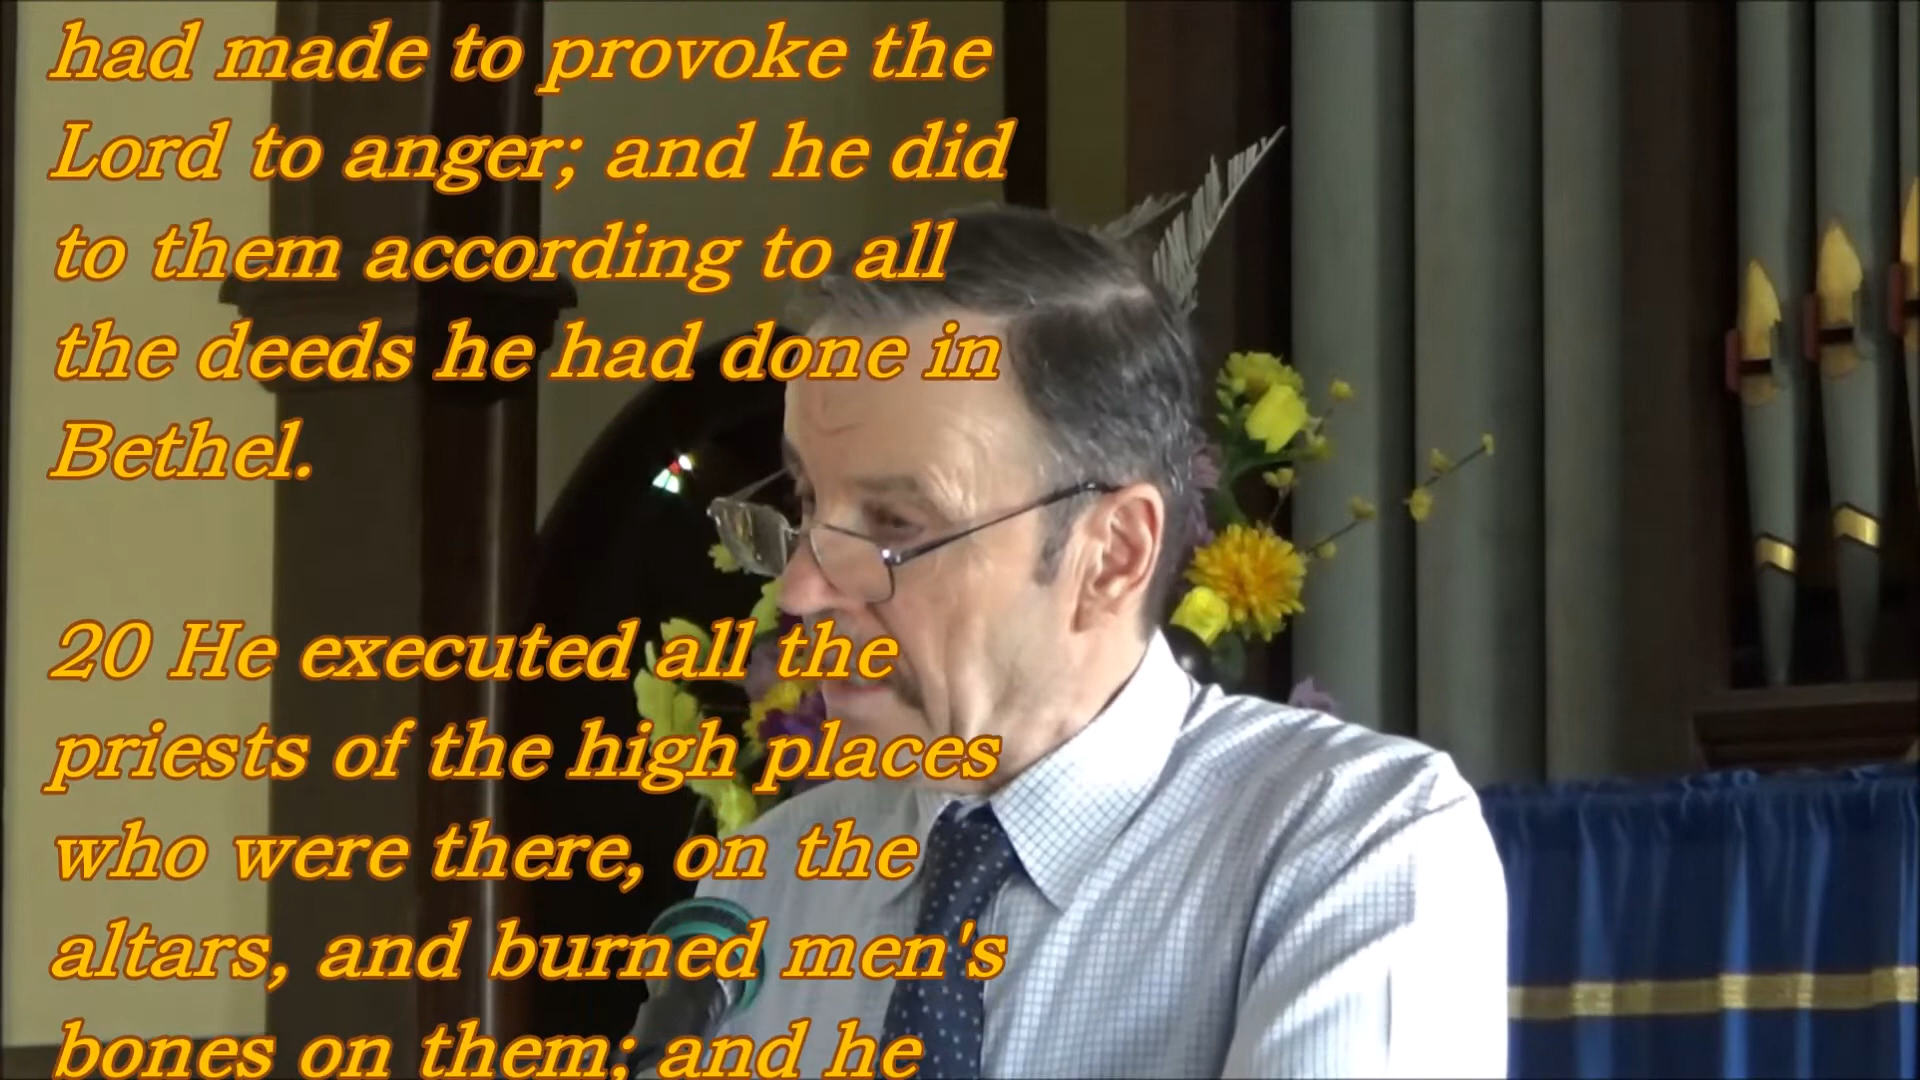 had made to provoke the
Lord to anger; and he did
to them according to all
the deeds he had done in
Bethel.
20 He executed all the
priests of the high places
who were there, on the
altars, and burned men's
bones on them; and he